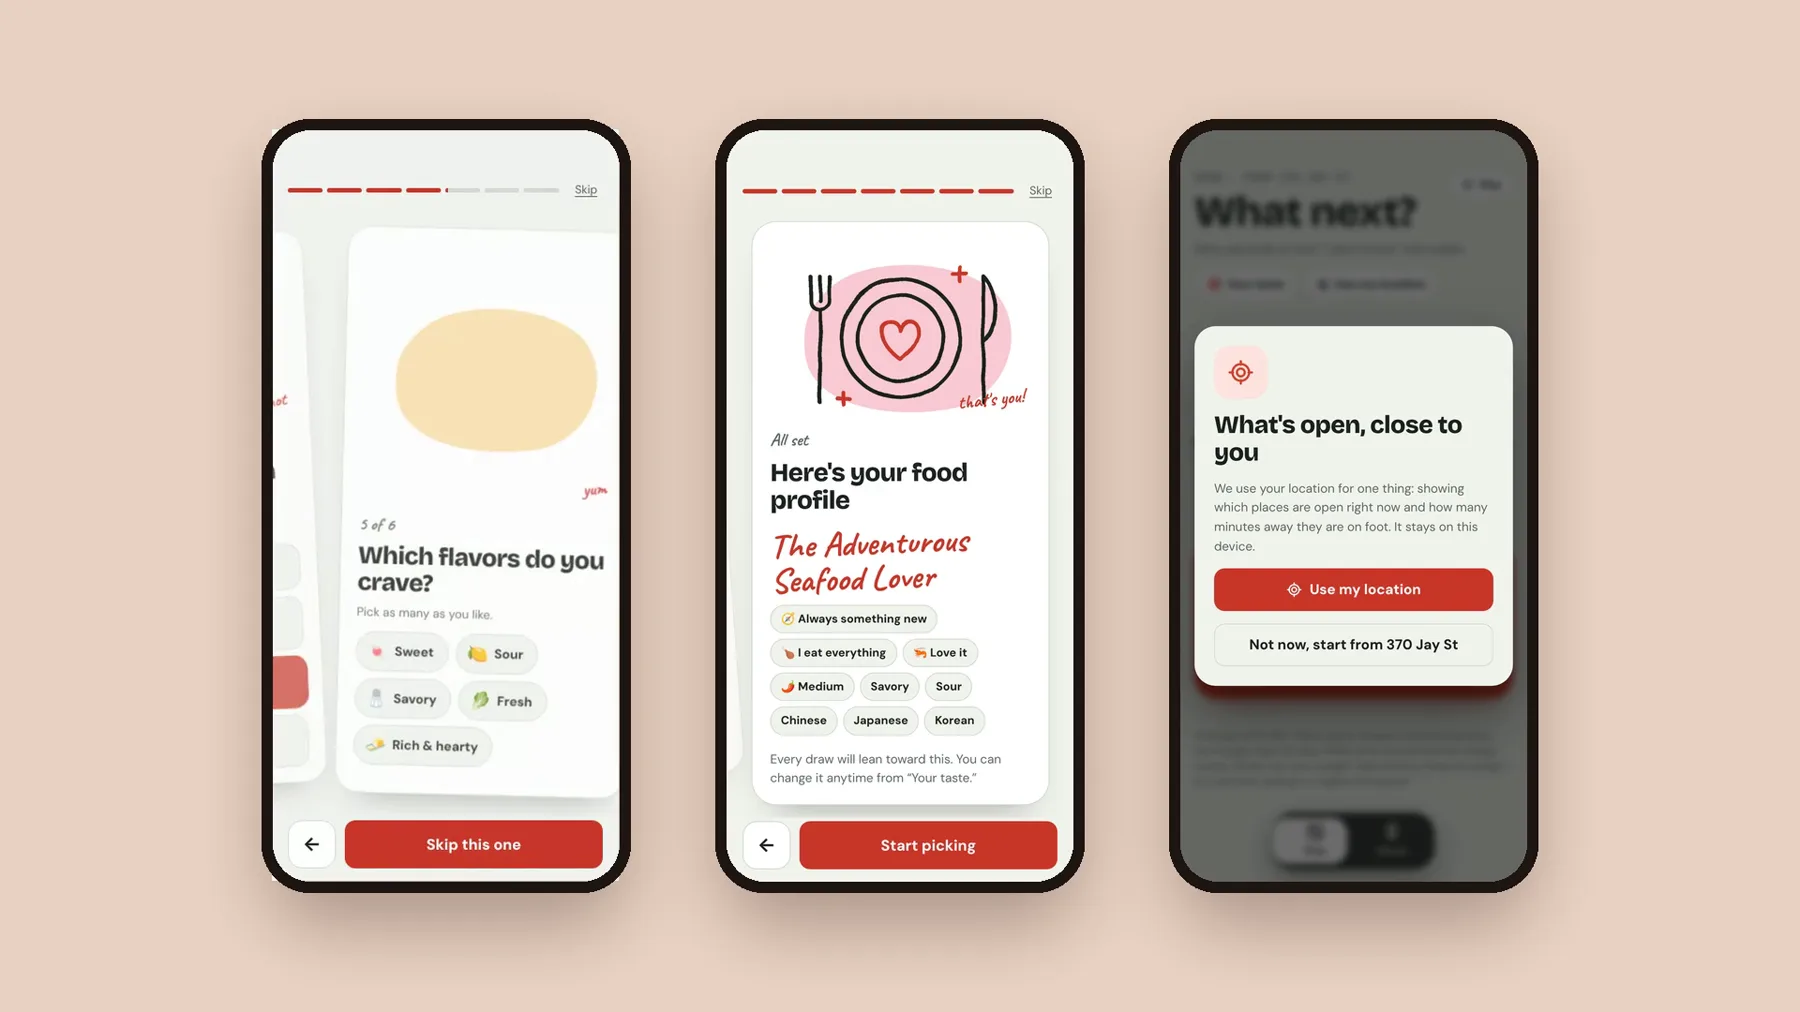 Skip
ot
yum
5 of 6
Which flavors do you
crave?
Pick as many as you like.
Sweet
Sour
Savory
Fresh
Rich & hearty
Skip this one
Skip
that's you!
All set
Here's your food
profile
The Adventurous
Seafood Lover
Always something new
I eat everything
Love it
Medium
Savory
Sour
Chinese
Japanese
Korean
Every draw will lean toward this. You can
change it anytime from “Your taste.”
Start picking
What next?
What's open, close to
you
We use your location for one thing: showing
which places are open right now and how many
minutes away they are on foot. It stays on this
device.
Use my location
Not now, start from 370 Jay St